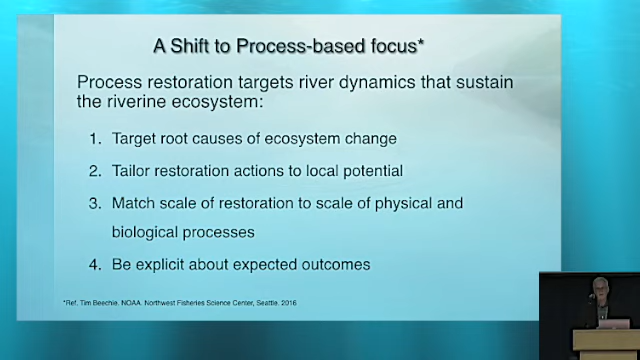 A Shift to Process-based focus*
Process restoration targets river dynamics that sustain
the riverine ecosystem:
1. Target root causes of ecosystem change
2. Tailor restoration actions to local potential
3. Match scale of restoration to scale of physical and
biological processes
4. Be explicit about expected outcomes
*Ref. Tim Beechie. NOAA. Northwest Fisheries Science Center, Seattle. 2016